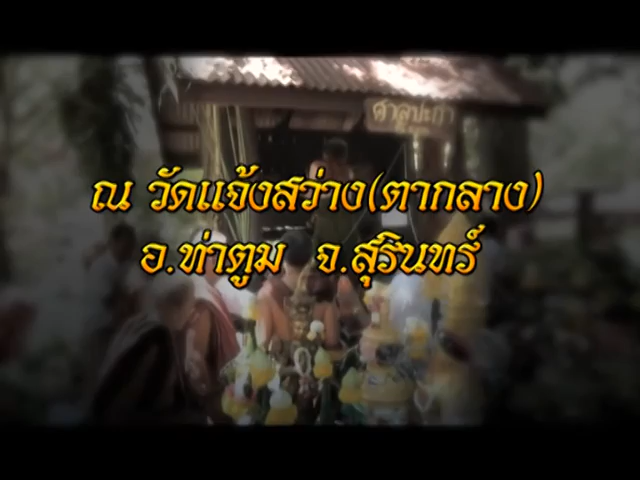 ศาลปะกำ
ณ วัดแจ้งสว่าง(ตากลาง)
อ.ท่าตูม จ.สุรินทร์